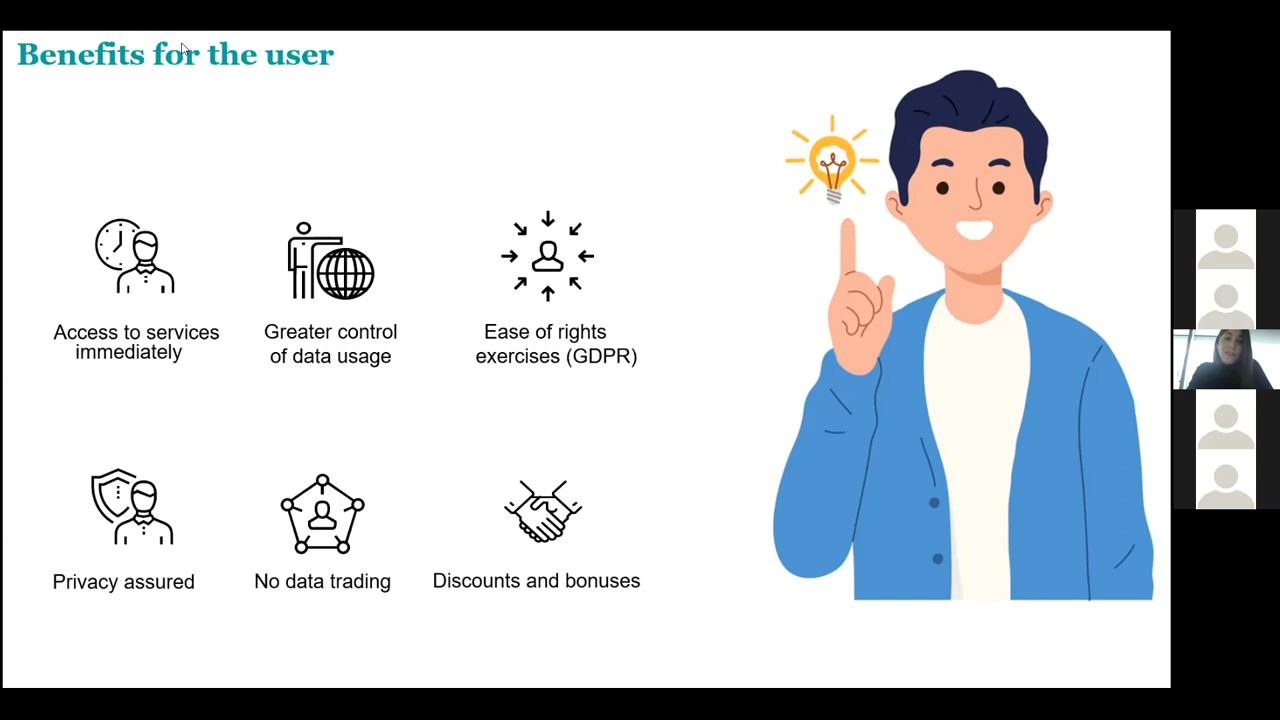 Benefits for the user
Access to services
immediately
Greater control
of data usage
Ease of rights
exercises (GDPR)
Privacy assured
No data trading
Discounts and bonuses